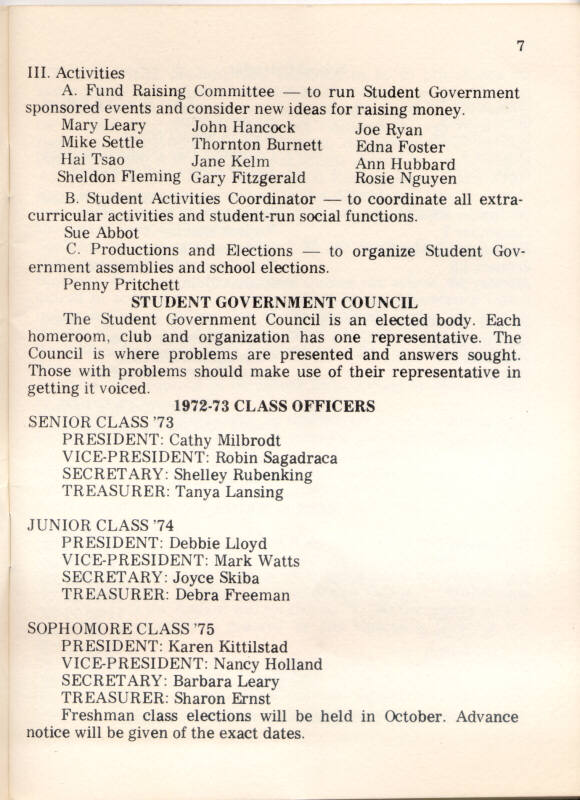 7
III. Activities
A. Fund Raising Committee — to run Student Government
sponsored events and consider new ideas for raising money.
Mary Leary John Hancock Joe Ryan
Mike Settle Thornton Burnett Edna Foster
Hai Tsao Jane Kelm Ann Hubbard
Sheldon Fleming Gary Fitzgerald Rosie Nguyen
B. Student Activities Coordinator — to coordinate all extra-
curricular activities and student-run social functions.
Sue Abbot
C. Productions and Elections — to organize Student Gov-
ernment assemblies and school elections.
Penny Pritchett
STUDENT GOVERNMENT COUNCIL
The Student Government Council is an elected body. Each
homeroom, club and organization has one representative. The
Council is where problems are presented and answers sought.
Those with problems should make use of their representative in
getting it voiced.
1972-73 CLASS OFFICERS
SENIOR CLASS '73
PRESIDENT: Cathy Milbrodt
VICE-PRESIDENT: Robin Sagadraca
SECRETARY: Shelley Rubenking
TREASURER: Tanya Lansing
JUNIOR CLASS '74
PRESIDENT: Debbie Lloyd
VICE-PRESIDENT: Mark Watts
SECRETARY: Joyce Skiba
TREASURER: Debra Freeman
SOPHOMORE CLASS '75
PRESIDENT: Karen Kittilstad
VICE-PRESIDENT: Nancy Holland
SECRETARY: Barbara Leary
TREASURER: Sharon Ernst
Freshman class elections will be held in October. Advance
notice will be given of the exact dates.